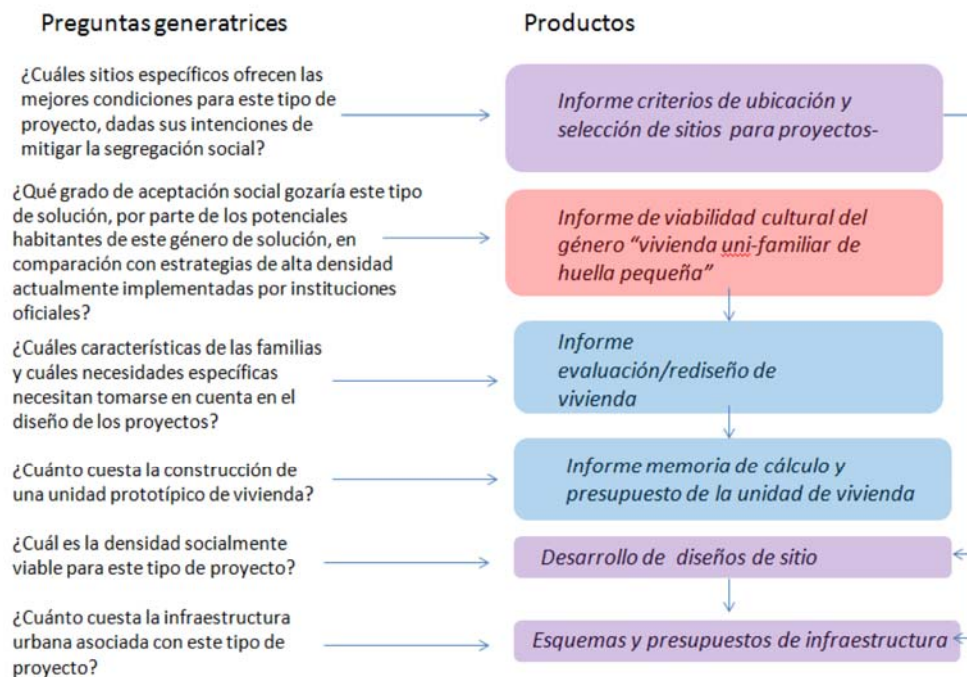 Preguntas generatrices
Productos
¿Cuáles sitios específicos ofrecen las
mejores condiciones para este tipo de
proyecto, dadas sus intenciones de
mitigar la segregación social?
Informe criterios de ubicación y
selección de sitios para proyectos-
¿Qué grado de aceptación social gozaría este tipo
de solución, por parte de los potenciales
habitantes de este género de solución, en
comparación con estrategias de alta densidad
actualmente implementadas por instituciones
oficiales?
Informe de viabilidad cultural del
género “vivienda uni-familiar de
huella pequeña”
¿Cuáles características de las familias
y cuáles necesidades específicas
necesitan tomarse en cuenta en el
diseño de los proyectos?
Informe
evaluación/rediseño de
vivienda
¿Cuánto cuesta la construcción de
una unidad prototípico de vivienda?
Informe memoria de cálculo y
presupuesto de la unidad de vivienda
¿Cuál es la densidad socialmente
viable para este tipo de proyecto?
Desarrollo de diseños de sitio
¿Cuánto cuesta la infraestructura
urbana asociada con este tipo de
proyecto?
Esquemas y presupuestos de infraestructura